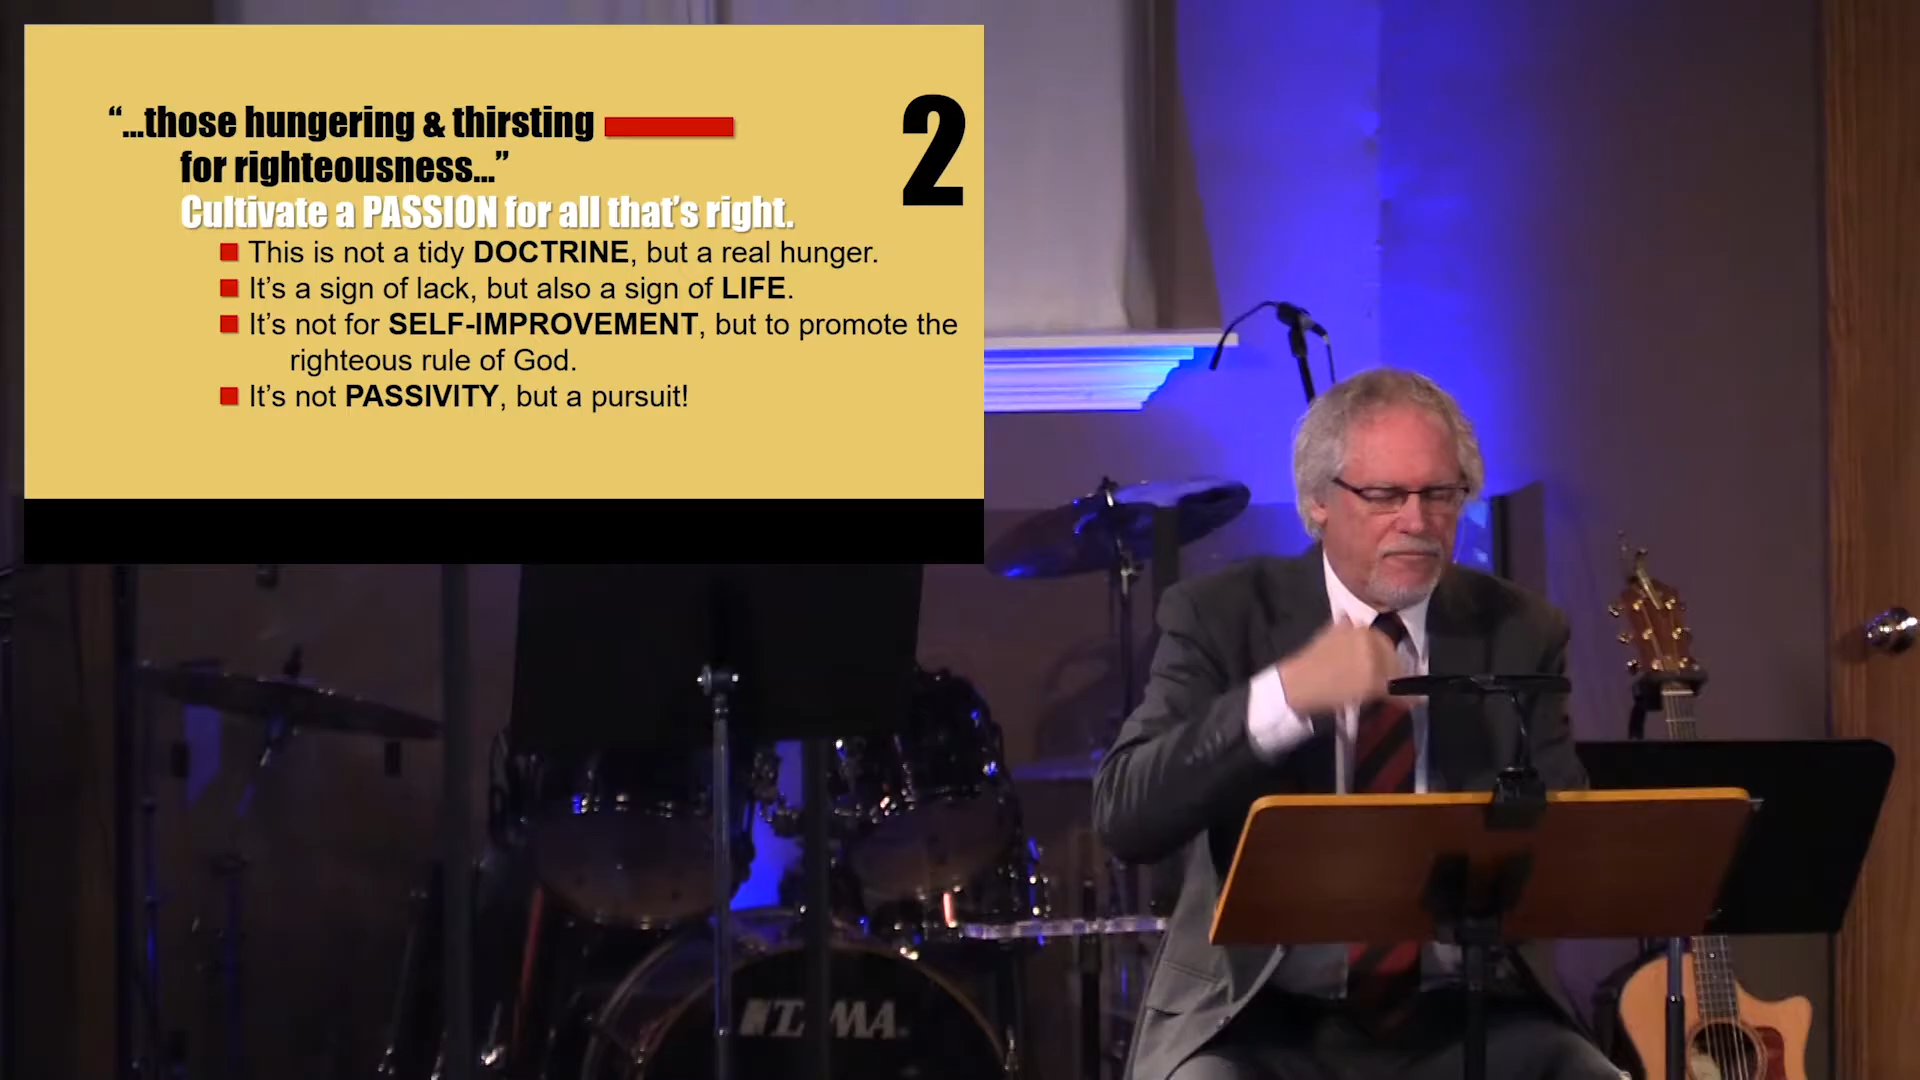 “...those hungering & thirsting
2
for righteousness...”
Cultivate a PASSION for all that’s right.
This is not a tidy DOCTRINE, but a real hunger.
It’s a sign of lack, but also a sign of LIFE.
It’s not for SELF-IMPROVEMENT, but to promote the
righteous rule of God.
It’s not PASSIVITY, but a pursuit!
TAMA